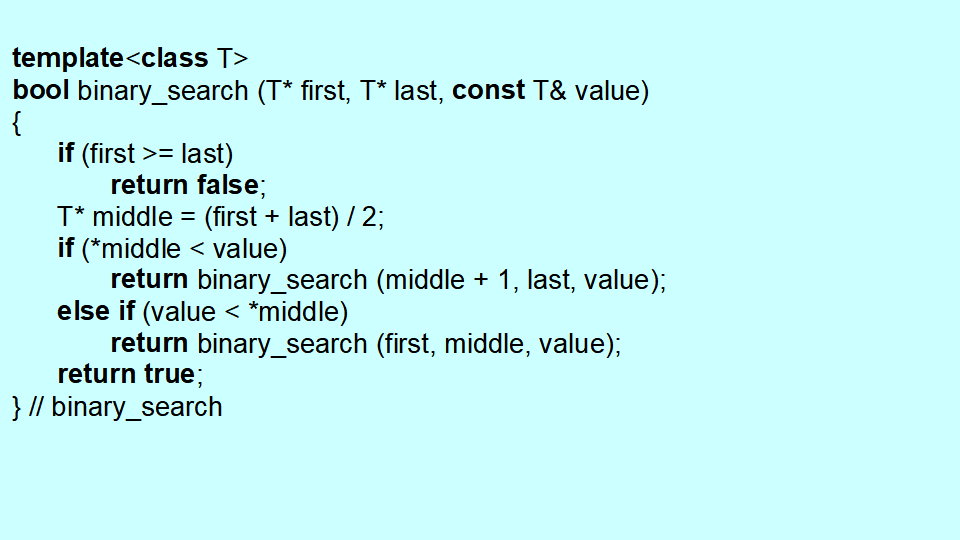 template<class T>
bool binary_search (T* first, T* last, const T& value)
{
if (first >= last)
return false;
T* middle = (first + last) / 2;
if (*middle < value)
return binary_search (middle + 1, last, value);
else if (value < *middle)
return binary_search (first, middle, value);
return true;
} // binary_search